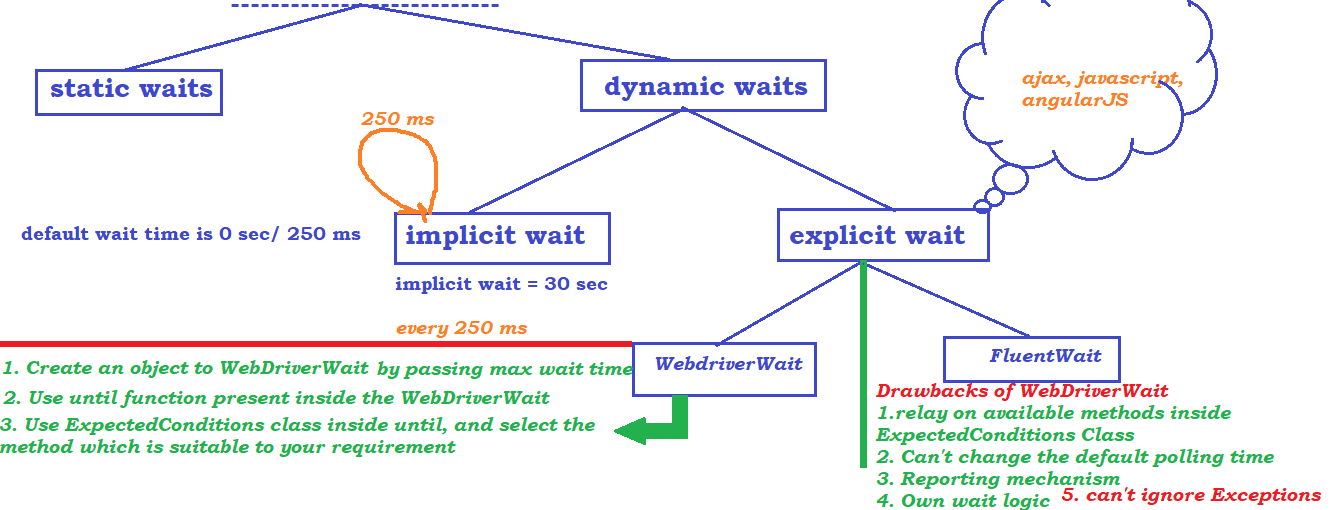 static waits
dynamic waits
ajax, javascript,
angularJS
250 ms
default wait time is 0 sec/ 250 ms
implicit wait
explicit wait
implicit wait = 30 sec
every 250 ms
1. Create an object to WebDriverWait by passing max wait time
2. Use until function present inside the WebDriverWait
3. Use ExpectedConditions class inside until, and select the
method which is suitable to your requirement
WebdriverWait
FluentWait
Drawbacks of WebDriverWait
1.relay on available methods inside
ExpectedConditions Class
2. Can't change the default polling time
3. Reporting mechanism
4. Own wait logic
5. can't ignore Exceptions